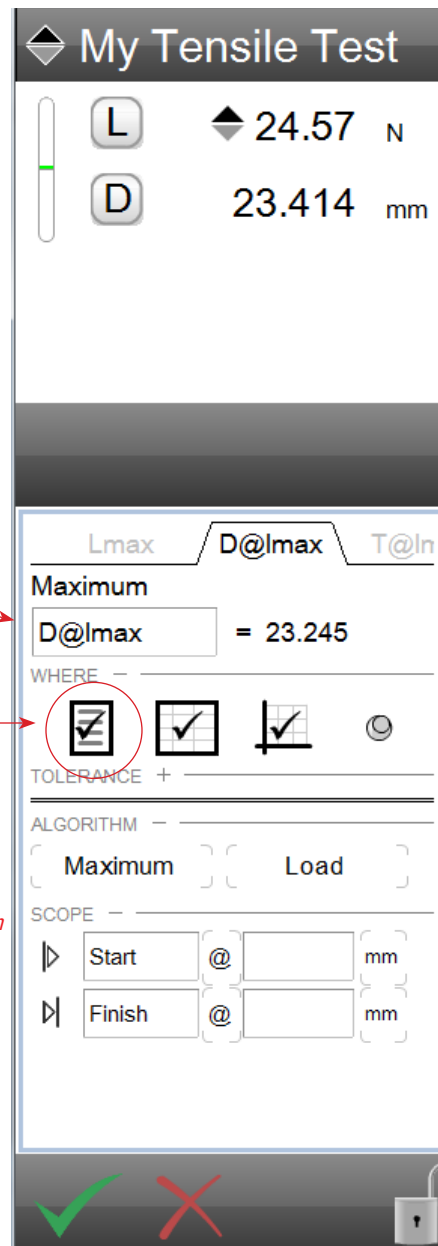 My Tensile Test
L 24.57 N
D 23.414 mm
Lmax D@lmax
Maximum
D@lmax = 23.245
WHERE −
TOLERANCE +
ALGORITHM −
Maximum Load
SCOPE −
Start @ mm
Finish @ mm